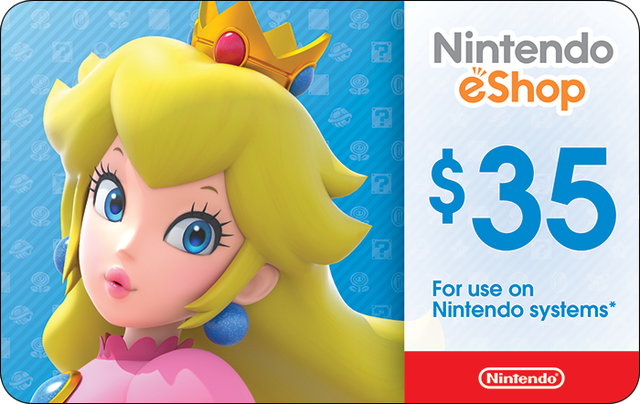 Nintendo
eShop
$35
For use on
Nintendo systems*
Nintendo